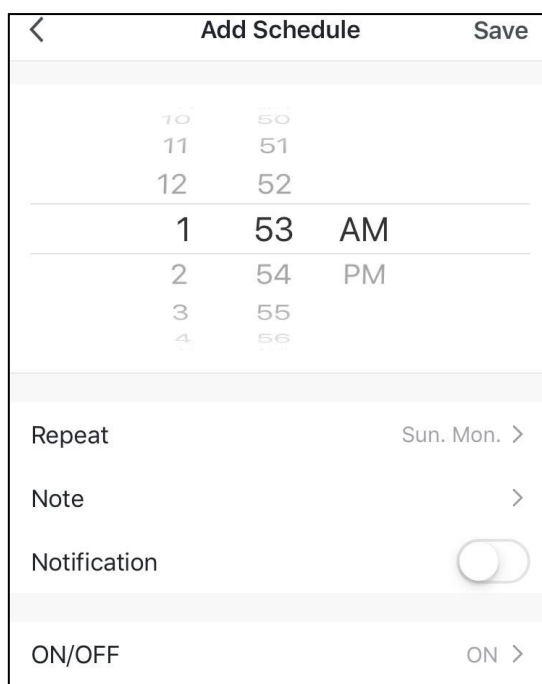 Add Schedule Save
10 50
11 51
12 52
1 53 AM
2 54 PM
3 55
4 56
Repeat Sun. Mon.
Note
Notification
ON/OFF ON